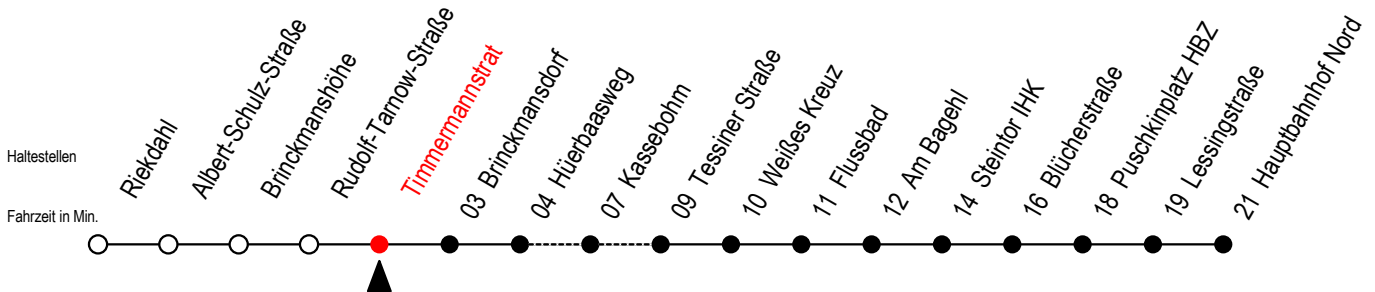 Haltestellen
Fahrzeit in Min.
Riekdahl
Albert-Schulz-Straße
Brinckmanshöhe
Rudolf-Tarnow-Straße
Timmermannstrat
03 Brinckmansdorf
04 Hüerbaasweg
07 Kassebohm
09 Tessiner Straße
10 Weißes Kreuz
11 Flussbad
12 Am Bagehl
14 Steintor IHK
16 Blücherstraße
18 Puschkinplatz HBZ
19 Lessingstraße
21 Hauptbahnhof Nord